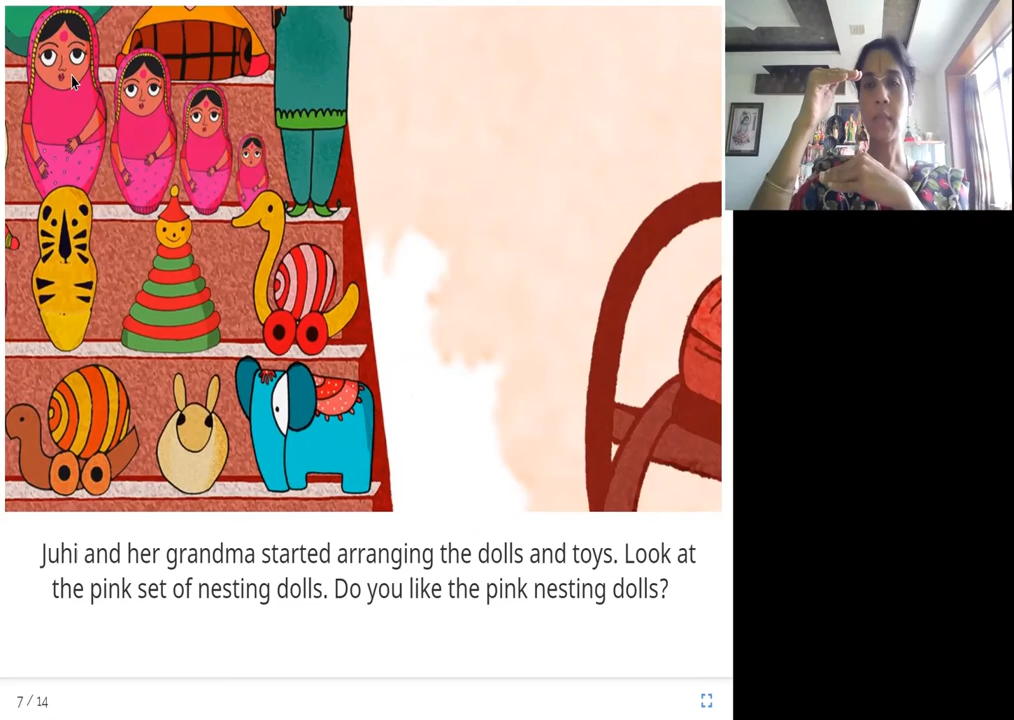 Juhi and her grandma started arranging the dolls and toys. Look at
the pink set of nesting dolls. Do you like the pink nesting dolls?
7 / 14